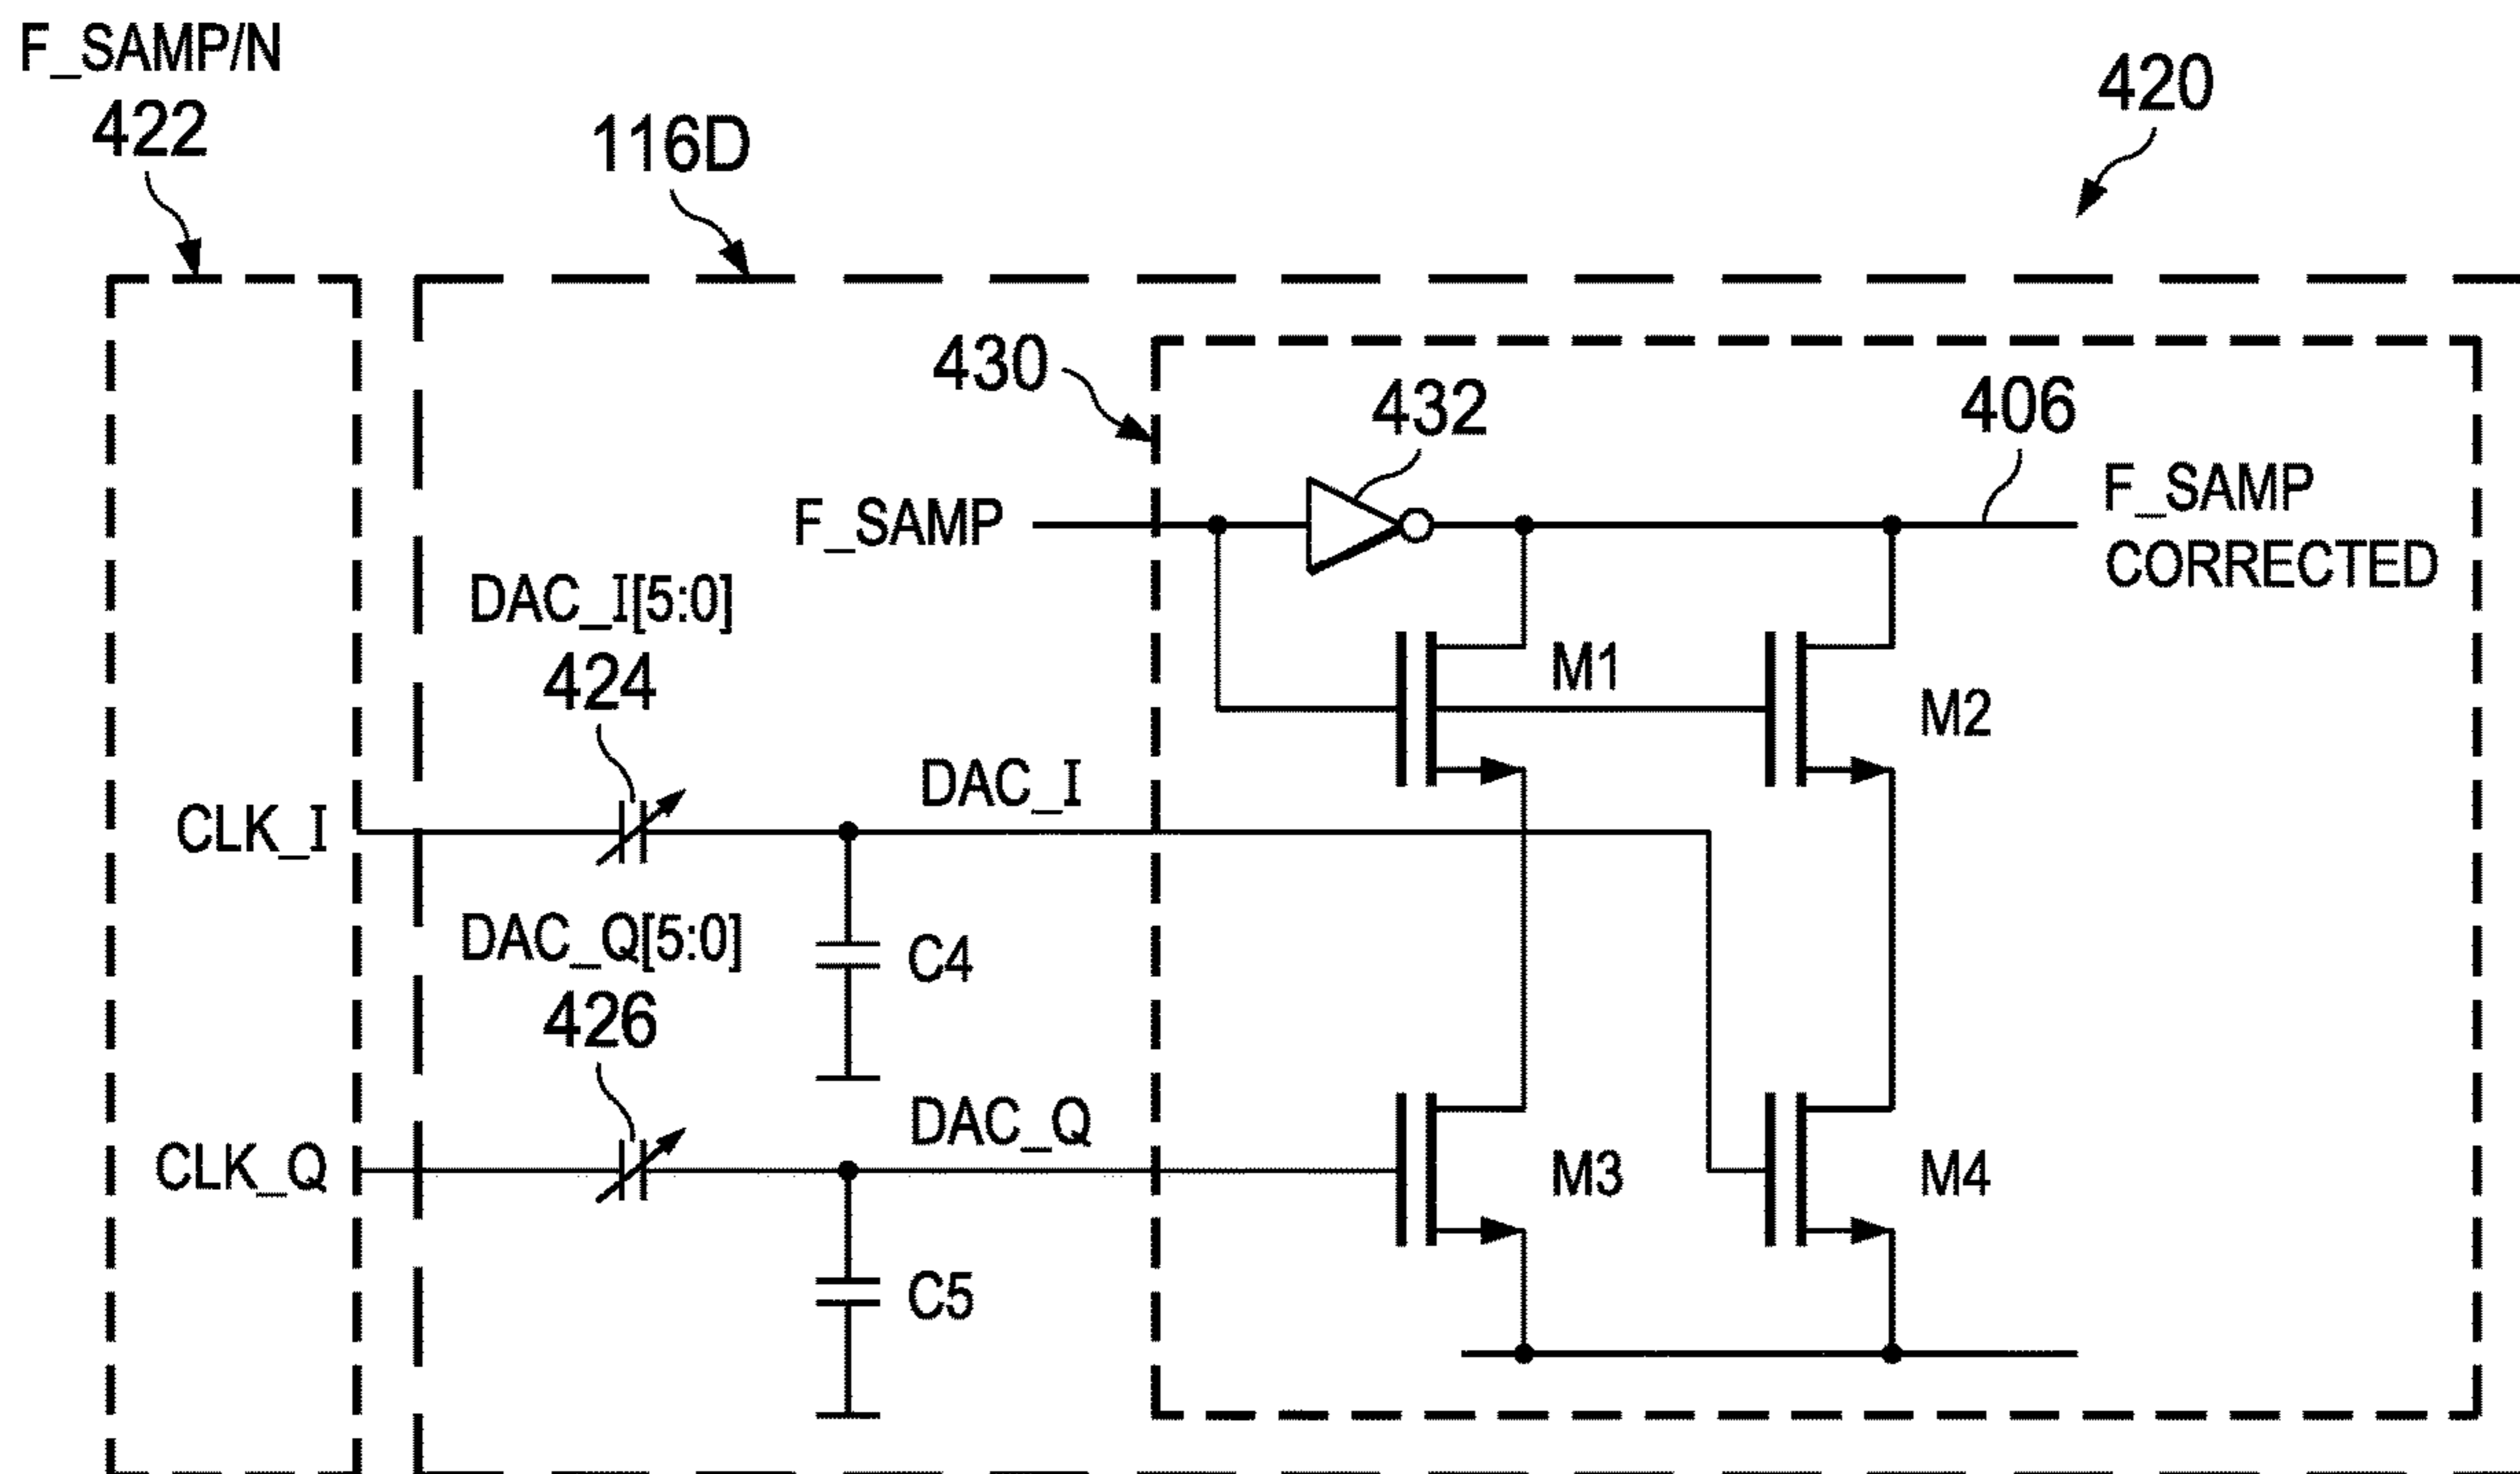 F_SAMP/N
422
116D
420
430
432
406
F_SAMP
F_SAMP
CORRECTED
DAC_I[5:0]
424
M1
M2
DAC_I
CLK_I
DAC_Q[5:0]
C4
426
DAC_Q
CLK_Q
M3
M4
C5